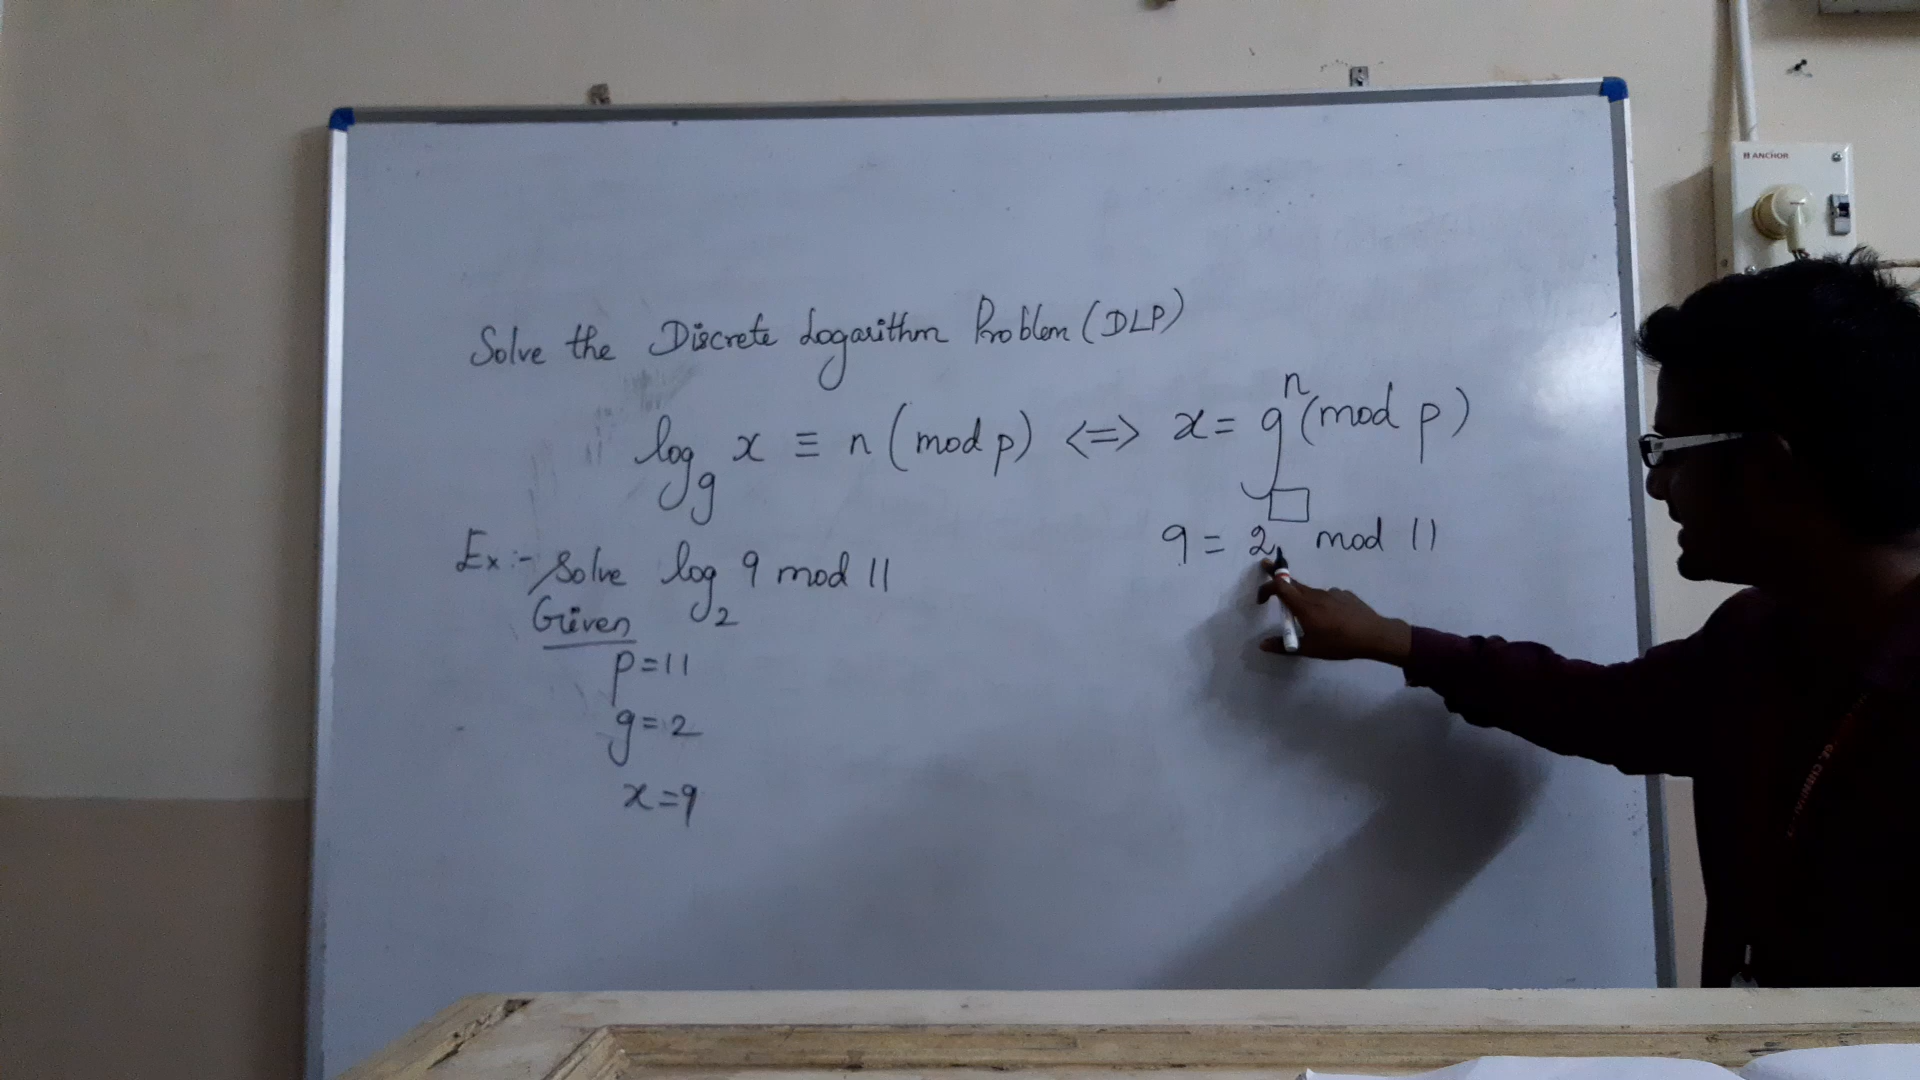 ANCHOR
Solve the Discrete Logarithm Problem (DLP)
log_g x ≡ n (mod p) <=> x = g^n (mod p)
9 = 2^□ mod 11
Ex:- Solve log_2 9 mod 11
Given
p=11
g=2
x=9